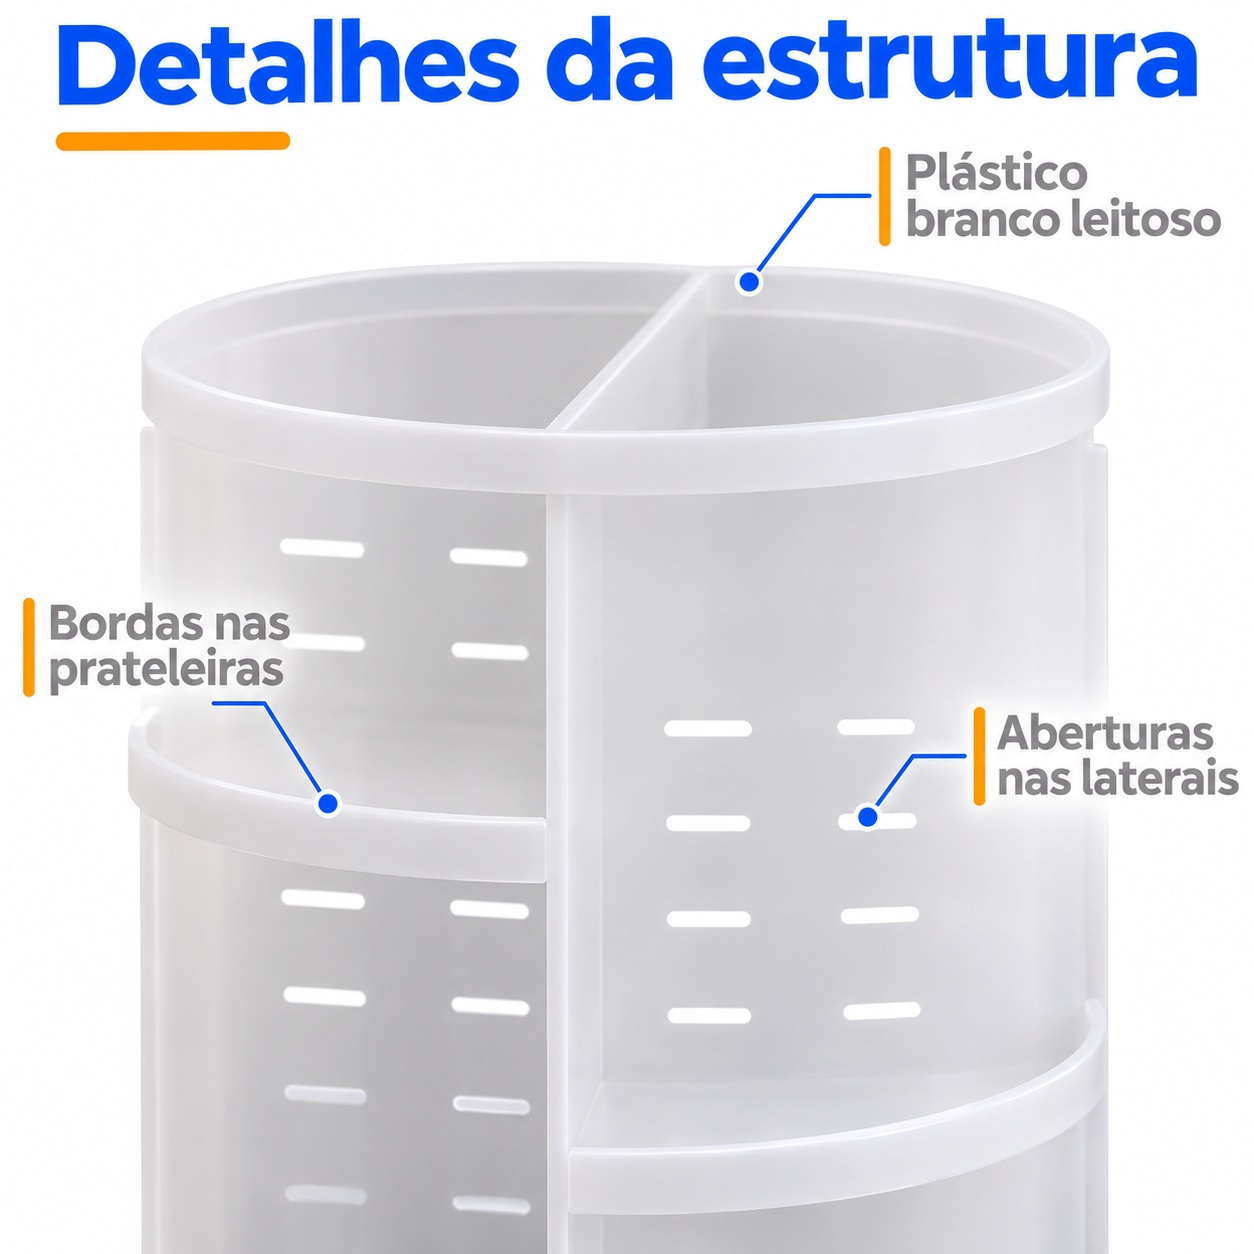 Detalhes da estrutura
Plástico
branco leitoso
Bordas nas
prateleiras
Aberturas
nas laterais